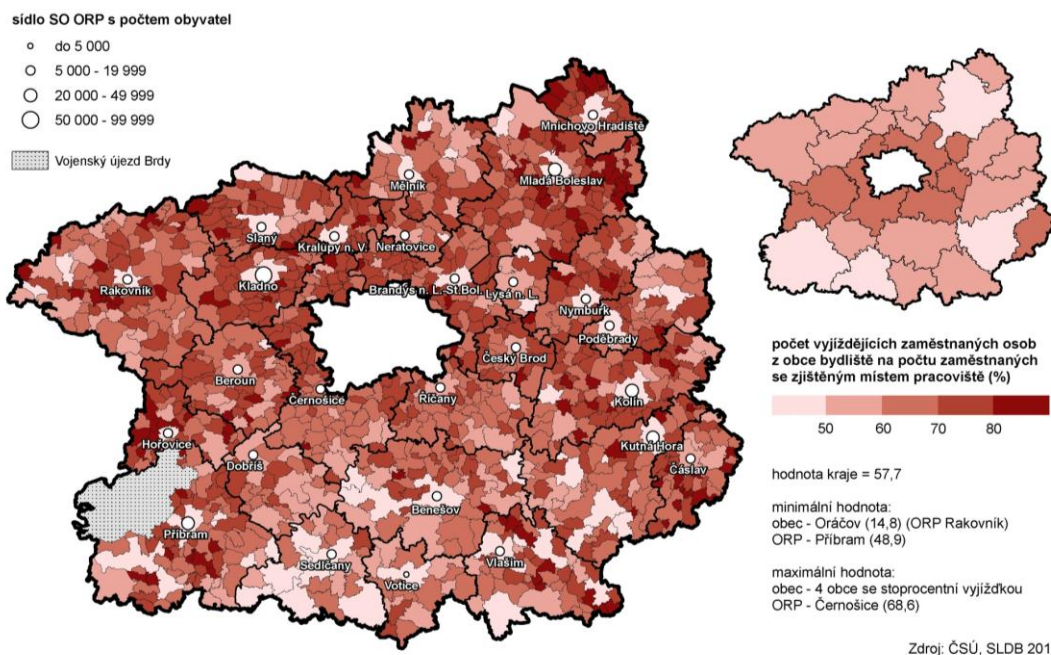 sídlo SO ORP s počtem obyvatel
do 5 000
5 000 - 19 999
20 000 - 49 999
50 000 - 99 999
Vojenský újezd Brdy
Mnichovo Hradiště
Mladá Boleslav
Mělník
Slaný
Kralupy n. V.
Neratovice
Rakovník
Kladno
Brandýs n. L.-St.Bol.
Lysá n. L.
Nymburk
Poděbrady
Český Brod
Beroun
Černošice
Říčany
Kolín
Hořovice
Dobříš
Kutná Hora
Čáslav
Benešov
Příbram
Sedlčany
Votice
Vlašim
počet vyjíždějících zaměstnaných osob
z obce bydliště na počtu zaměstnaných
se zjištěným místem pracoviště (%)
50 60 70 80
hodnota kraje = 57,7
minimální hodnota:
obec - Oráčov (14,8) (ORP Rakovník)
ORP - Příbram (48,9)
maximální hodnota:
obec - 4 obce se stoprocentní vyjížďkou
ORP - Černošice (68,6)
Zdroj: ČSÚ, SLDB 201